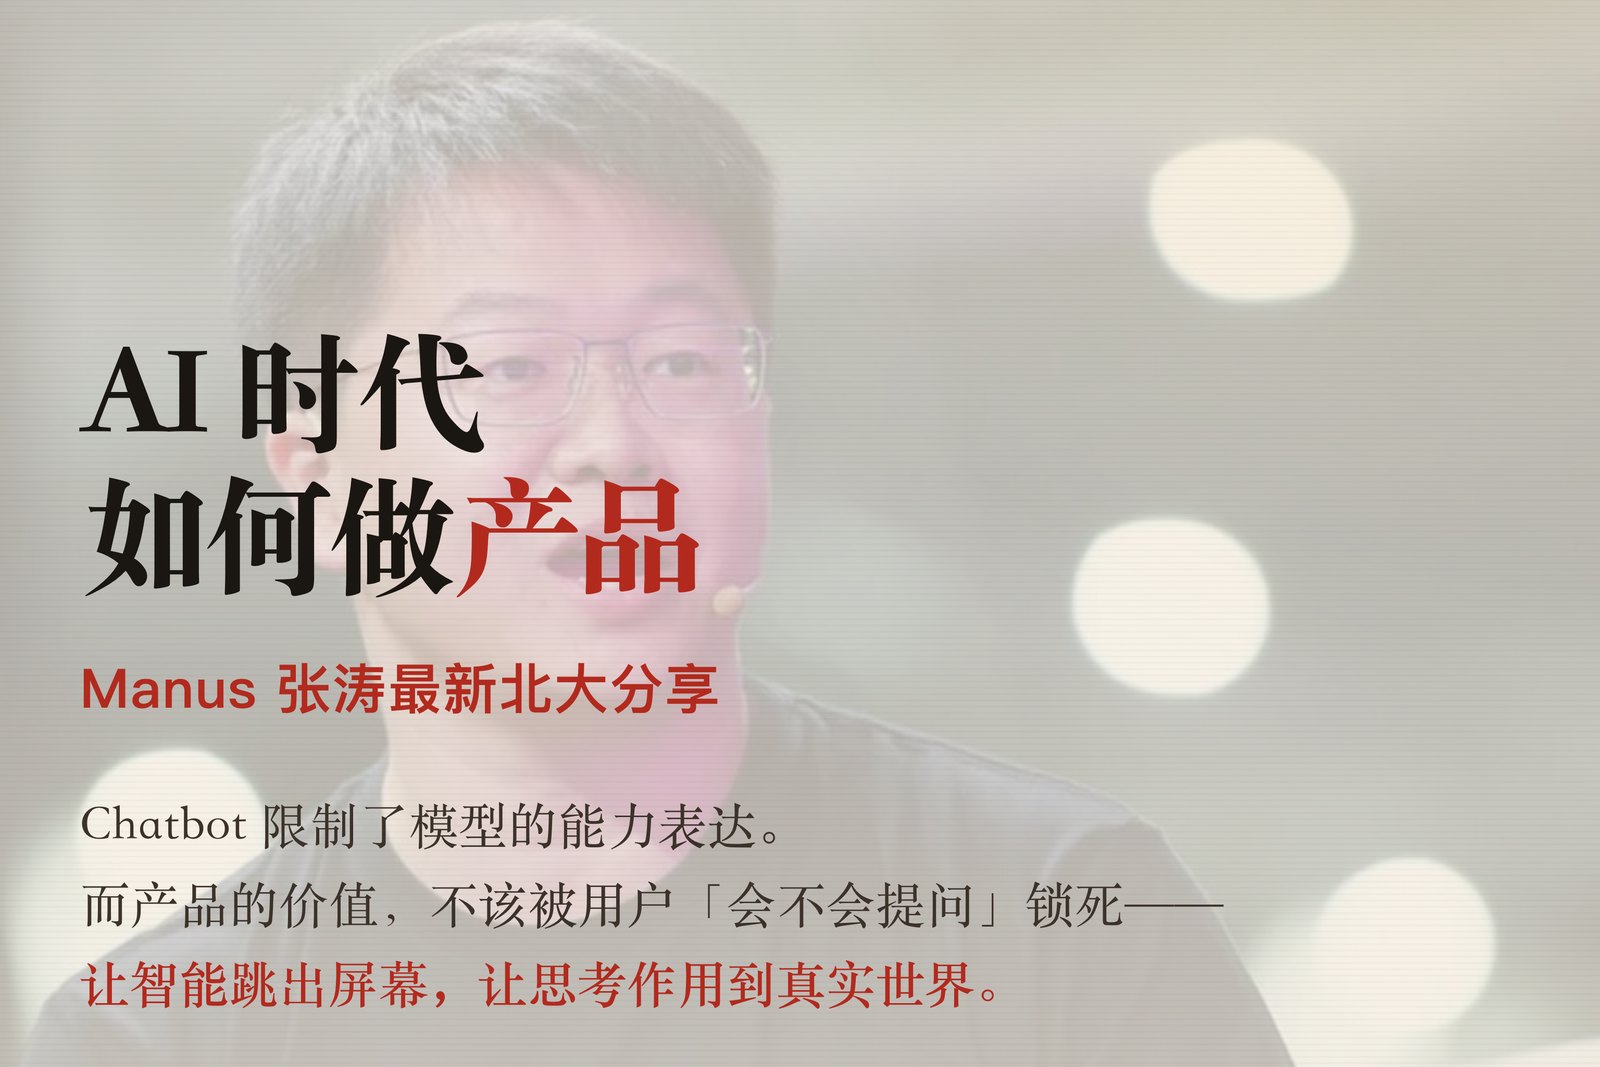 AI 时代
如何做产品
Manus 张涛最新北大分享
Chatbot 限制了模型的能力表达。
而产品的价值，不该被用户「会不会提问」锁死——
让智能跳出屏幕，让思考作用到真实世界。